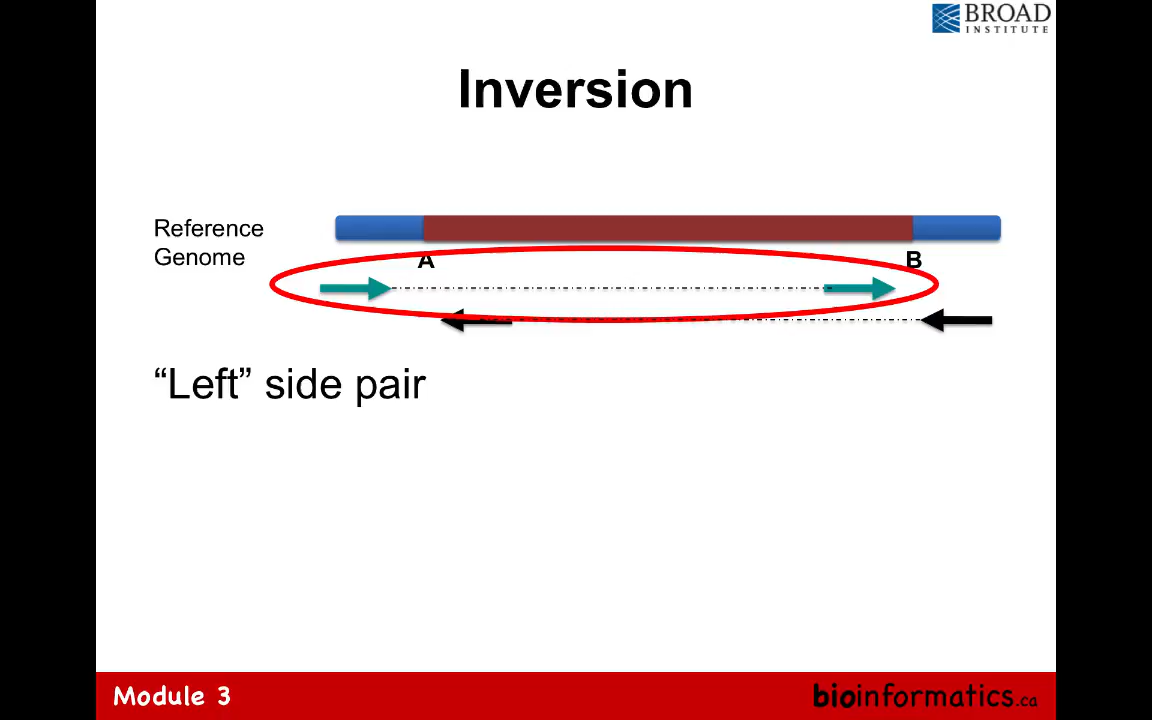 BROAD
INSTITUTE
Inversion
Reference
Genome
A
B
“Left” side pair
Module 3
bioinformatics.ca